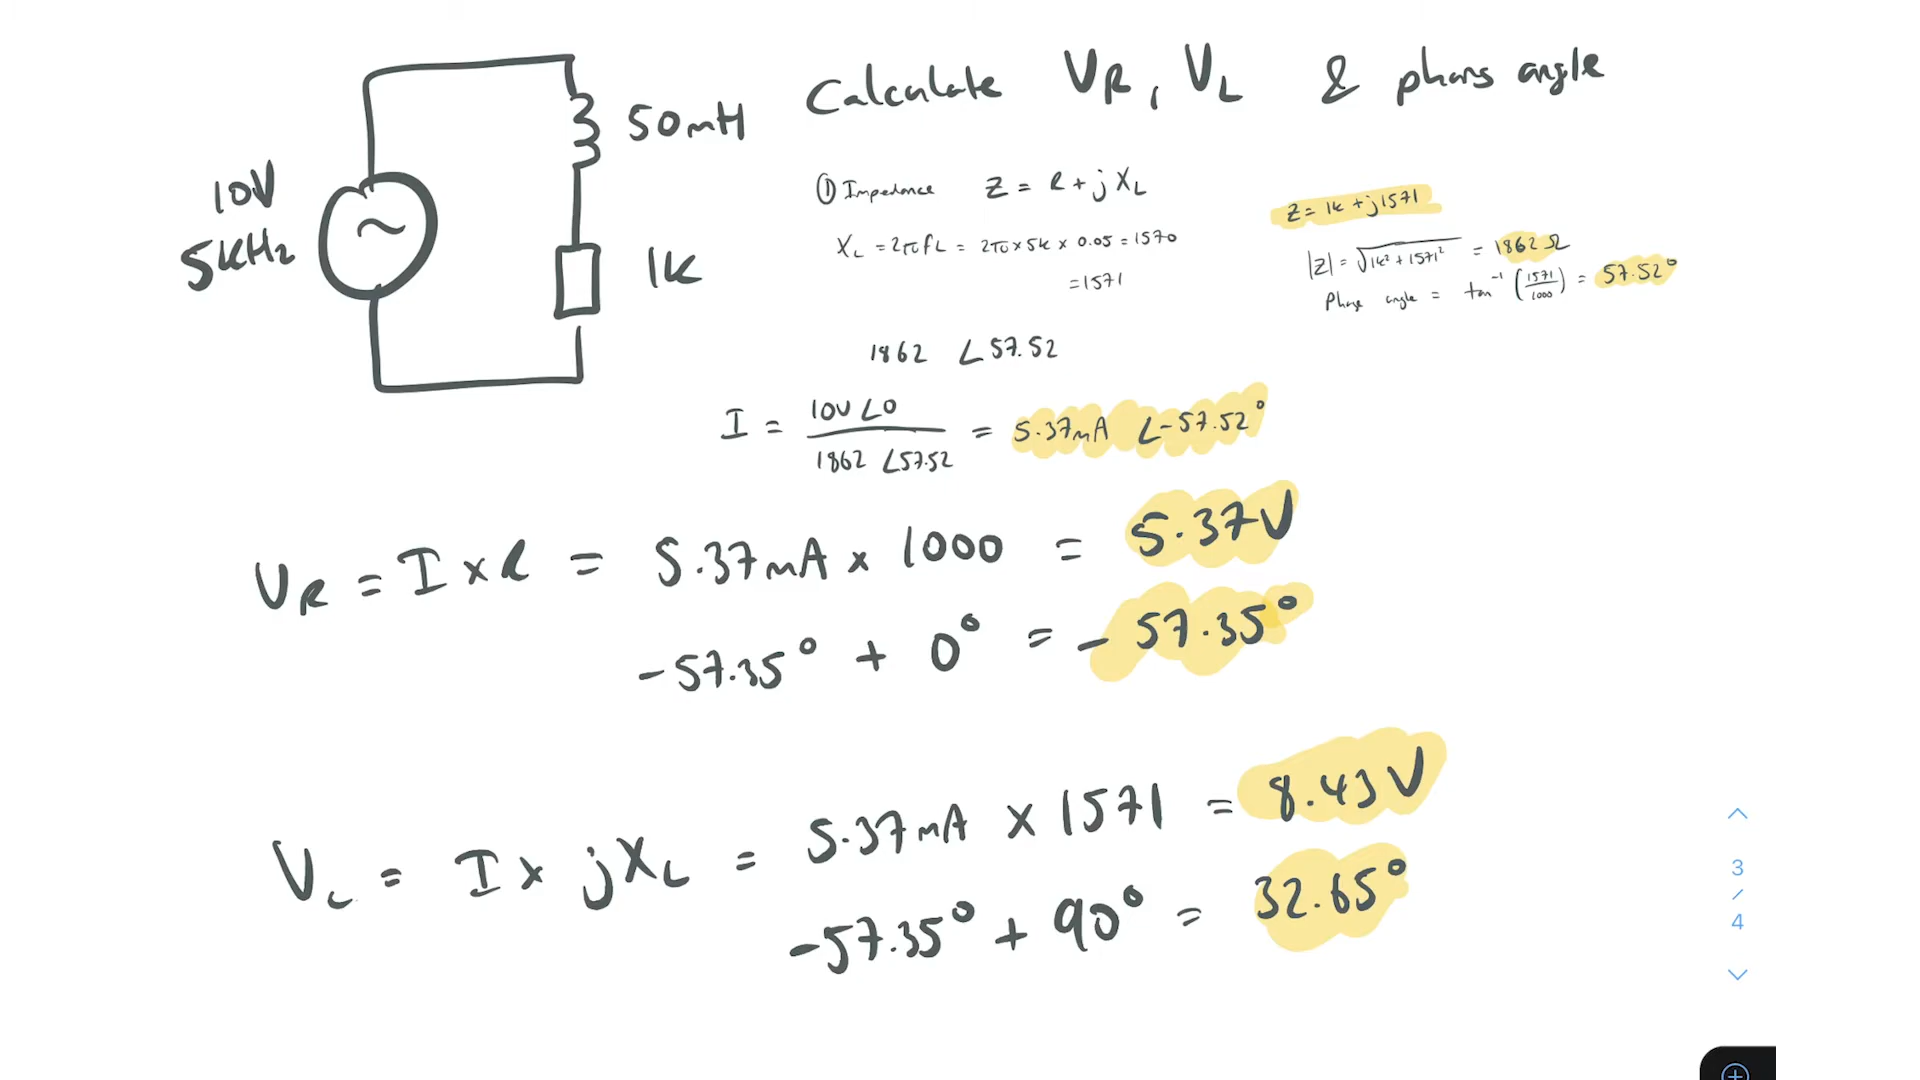 Calculate VR, VL & phars angle
50mH
10V
5KHz
1K
① Impedance Z = R + jXL
XL = 2πfL = 2π × 5k × 0.05 = 1570
= 1571
Z = 1k + j1571
|Z| = √1k² + 1571² = 1862 Ω
Phase angle = tan⁻¹ (1571/1000) = 57.52°
1862 ∠57.52
I = 10V ∠0 / 1862 ∠57.52 = 5.37mA ∠-57.52°
VR = I × R = 5.37mA × 1000 = 5.37V
-57.35° + 0° = -57.35°
VL = I × jXL = 5.37mA × 1571 = 8.43V
-57.35° + 90° = 32.65°
3
/
4